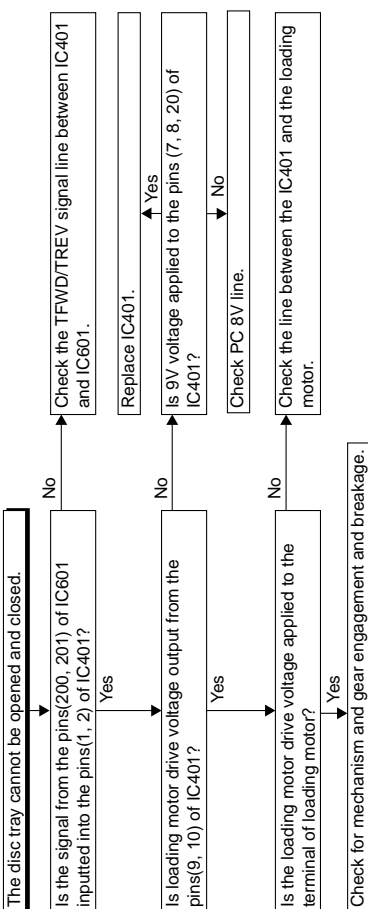 The disc tray cannot be opened and closed.
Is the signal from the pins(200, 201) of IC601
inputted into the pins(1, 2) of IC401?
No
Check the TFWD/TREV signal line between IC401
and IC601.
Yes
Replace IC401.
Yes
Is loading motor drive voltage output from the
pins(9, 10) of IC401?
No
Is 9V voltage applied to the pins (7, 8, 20) of
IC401?
No
Check PC 8V line.
Yes
Is the loading motor drive voltage applied to the
terminal of loading motor?
No
Check the line between the IC401 and the loading
motor.
Yes
Check for mechanism and gear engagement and breakage.